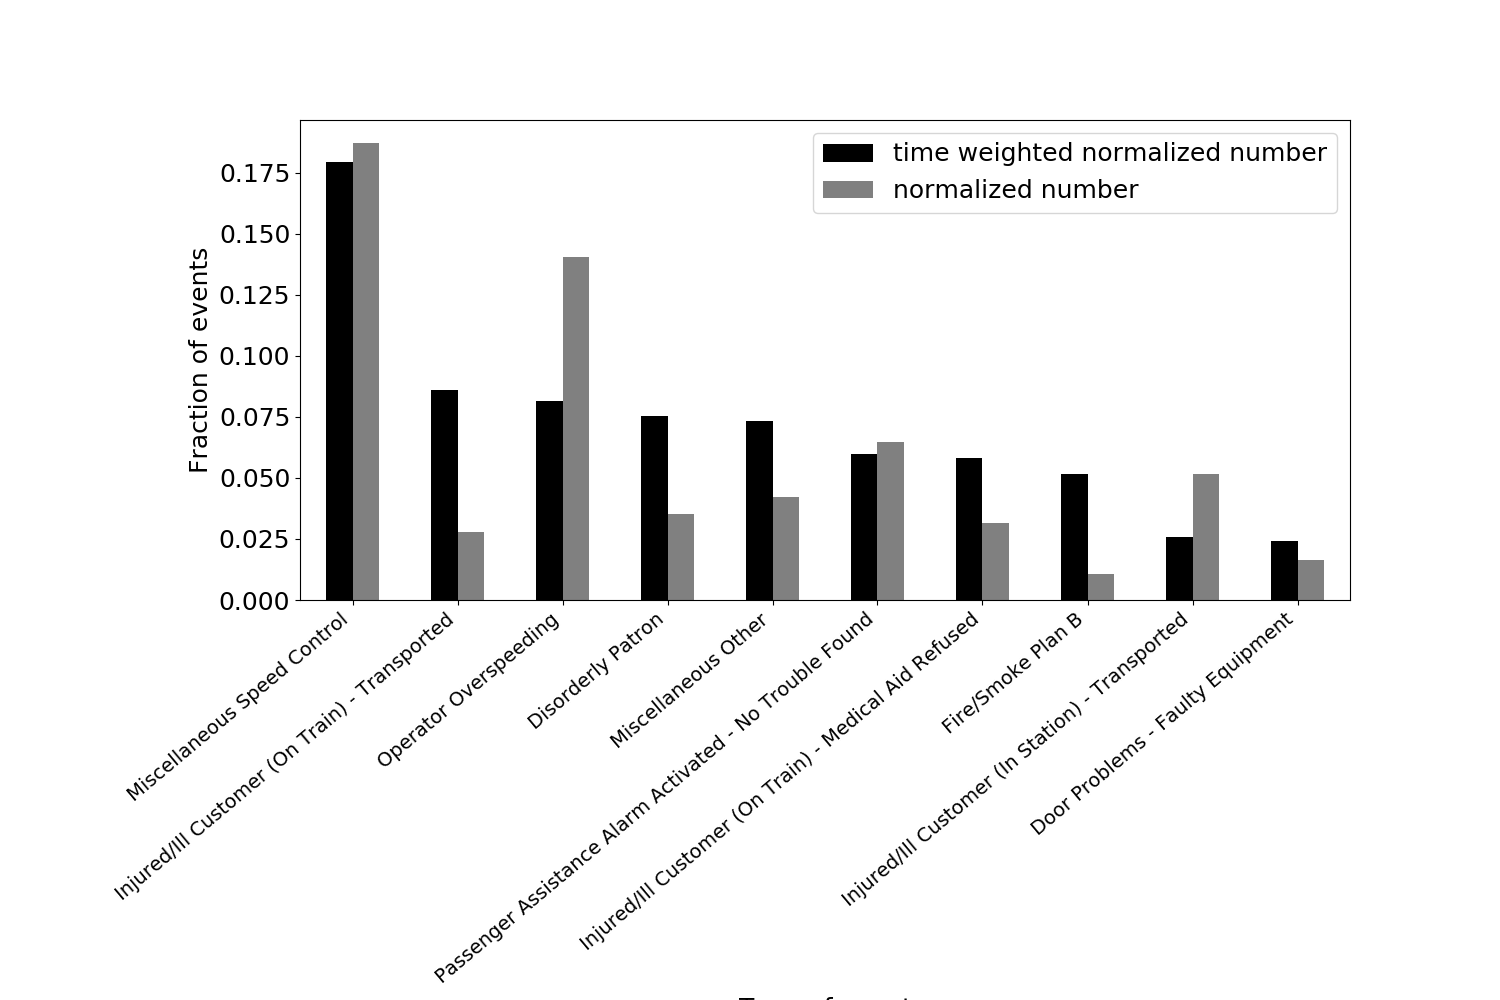 time weighted normalized number
normalized number
Fraction of events
0.175
0.150
0.125
0.100
0.075
0.050
0.025
0.000
Miscellaneous Speed Control
Injured/Ill Customer (On Train) - Transported
Operator Overspeeding
Disorderly Patron
Miscellaneous Other
Passenger Assistance Alarm Activated - No Trouble Found
Injured/Ill Customer (On Train) - Medical Aid Refused
Fire/Smoke Plan B
Injured/Ill Customer (In Station) - Transported
Door Problems - Faulty Equipment